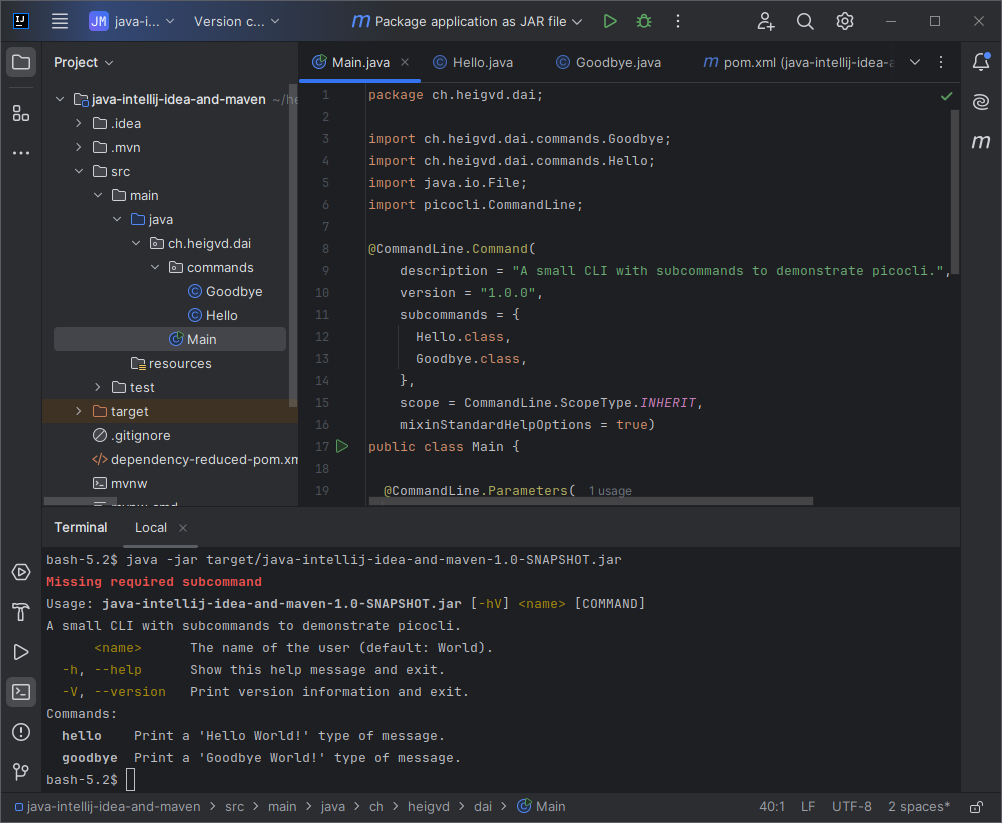 JM java-i... Version c... Package application as JAR file
Project
Main.java Hello.java Goodbye.java pom.xml (java-intellij-idea-a
java-intellij-idea-and-maven ~/he
.idea
.mvn
src
main
java
ch.heigvd.dai
commands
Goodbye
Hello
Main
resources
test
target
.gitignore
dependency-reduced-pom.xm
mvnw
mvnw.cmd
1 package ch.heigvd.dai;
2
3 import ch.heigvd.dai.commands.Goodbye;
4 import ch.heigvd.dai.commands.Hello;
5 import java.io.File;
6 import picocli.CommandLine;
7
8 @CommandLine.Command(
9 description = "A small CLI with subcommands to demonstrate picocli.",
10 version = "1.0.0",
11 subcommands = {
12 Hello.class,
13 Goodbye.class,
14 },
15 scope = CommandLine.ScopeType.INHERIT,
16 mixinStandardHelpOptions = true)
17 public class Main {
18
19 @CommandLine.Parameters( 1 usage
Terminal Local
bash-5.2$ java -jar target/java-intellij-idea-and-maven-1.0-SNAPSHOT.jar
Missing required subcommand
Usage: java-intellij-idea-and-maven-1.0-SNAPSHOT.jar [-hV] <name> [COMMAND]
A small CLI with subcommands to demonstrate picocli.
<name> The name of the user (default: World).
-h, --help Show this help message and exit.
-V, --version Print version information and exit.
Commands:
hello Print a 'Hello World!' type of message.
goodbye Print a 'Goodbye World!' type of message.
bash-5.2$
java-intellij-idea-and-maven > src > main > java > ch > heigvd > dai > Main 40:1 LF UTF-8 2 spaces*